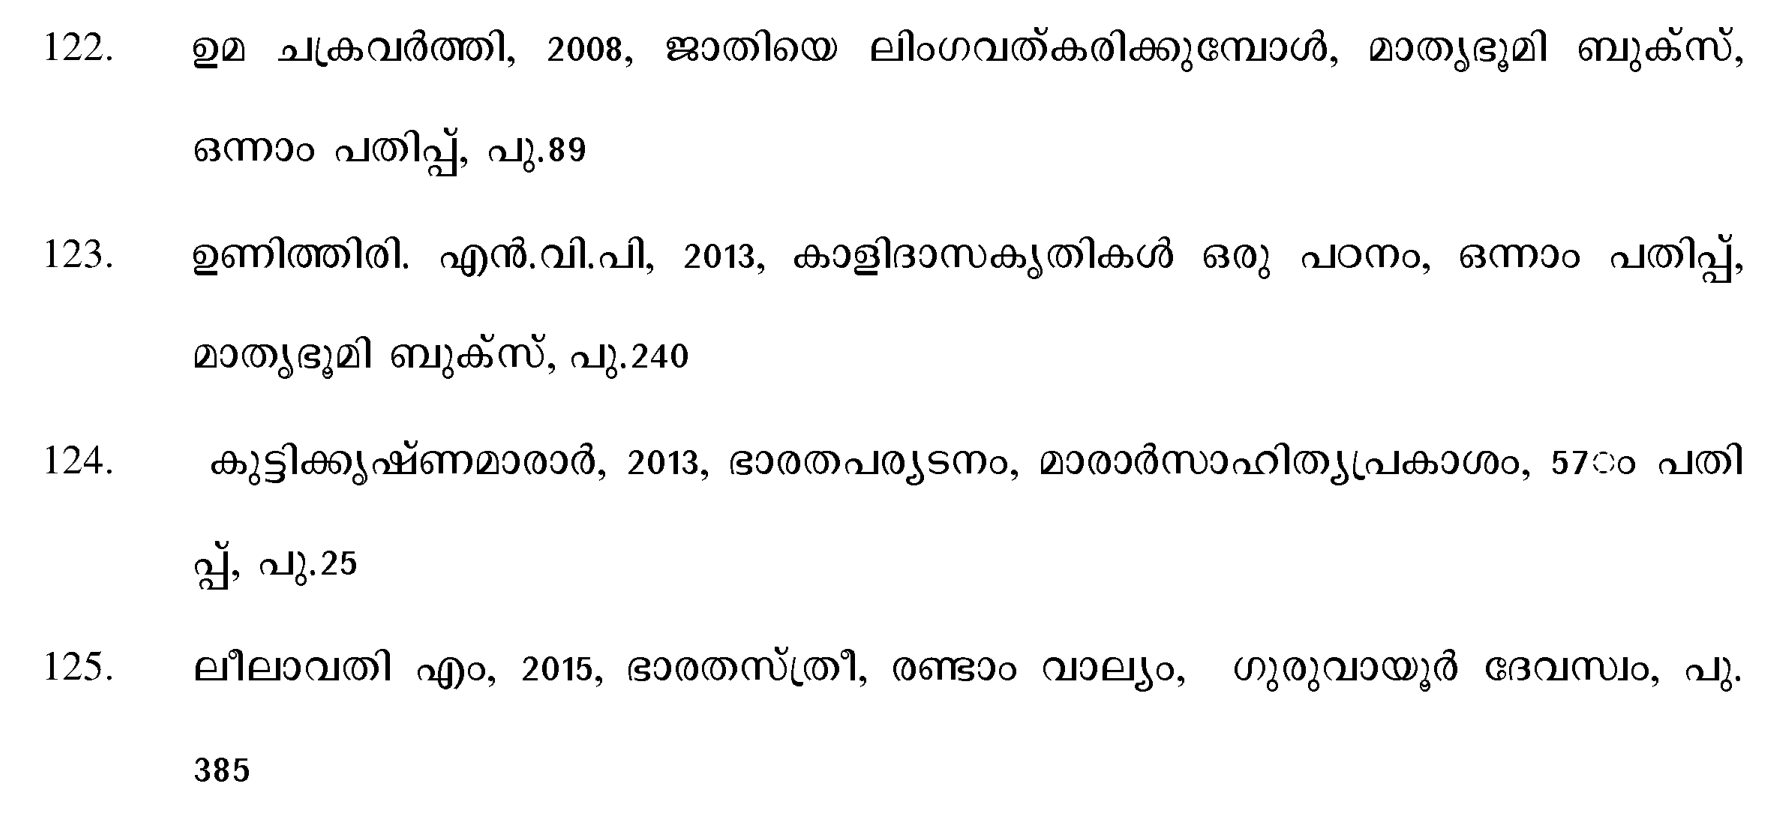 122. ഉമ ചക്രവർത്തി, 2008, ജാതിയെ ലിംഗവത്കരിക്കുമ്പോൾ, മാതൃഭൂമി ബുക്സ്,
ഒന്നാം പതിപ്പ്, പു.89
123. ഉണിത്തിരി. എൻ.വി.പി, 2013, കാളിദാസകൃതികൾ ഒരു പഠനം, ഒന്നാം പതിപ്പ്,
മാതൃഭൂമി ബുക്സ്, പു.240
124. കുട്ടിക്കൃഷ്ണമാരാർ, 2013, ഭാരതപര്യടനം, മാരാർസാഹിത്യപ്രകാശം, 57ാം പതി
പ്പ്, പു.25
125. ലീലാവതി എം, 2015, ഭാരതസ്ത്രീ, രണ്ടാം വാല്യം, ഗുരുവായൂർ ദേവസ്വം, പു.
385